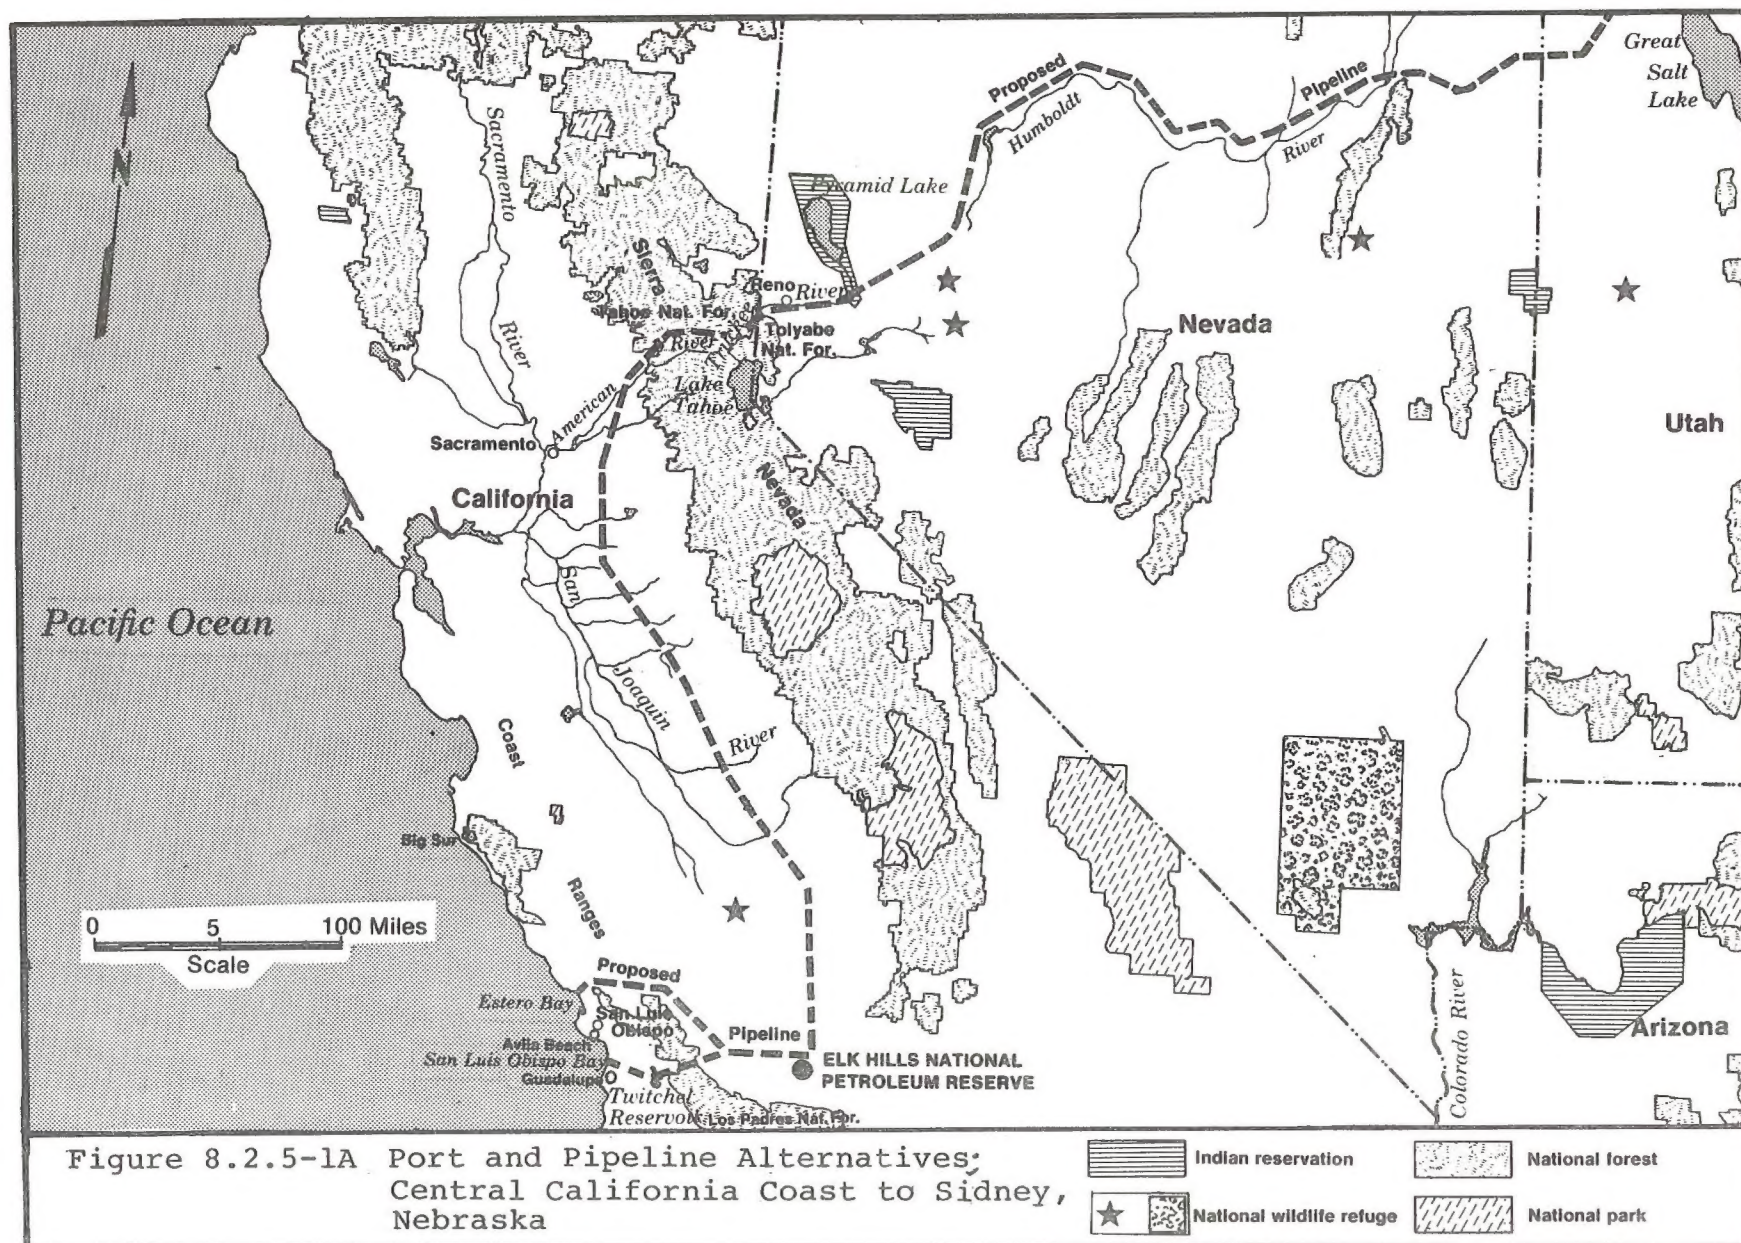 Great
Salt
Lake
Proposed
Pipeline
Humboldt
River
Sacramento
River
N
Pyramid Lake
Sierra
Reno
River
Tahoe Nat. For.
Truckee
Toiyabe
Nat. For.
River
Lake
Tahoe
American
Sacramento
Nevada
Utah
California
Nevada
San
Joaquin
River
Pacific Ocean
Coast
Ranges
Big Sur
0 5 100 Miles
Scale
Proposed
Pipeline
Estero Bay
San Luis
Obispo
Avila Beach
San Luis Obispo Bay
Guadalupe
Twitchel
Reservoir
Los Padres Nat. For.
ELK HILLS NATIONAL
PETROLEUM RESERVE
Colorado River
Arizona
Figure 8.2.5-1A Port and Pipeline Alternatives;
Central California Coast to Sidney,
Nebraska
Indian reservation
National forest
National wildlife refuge
National park